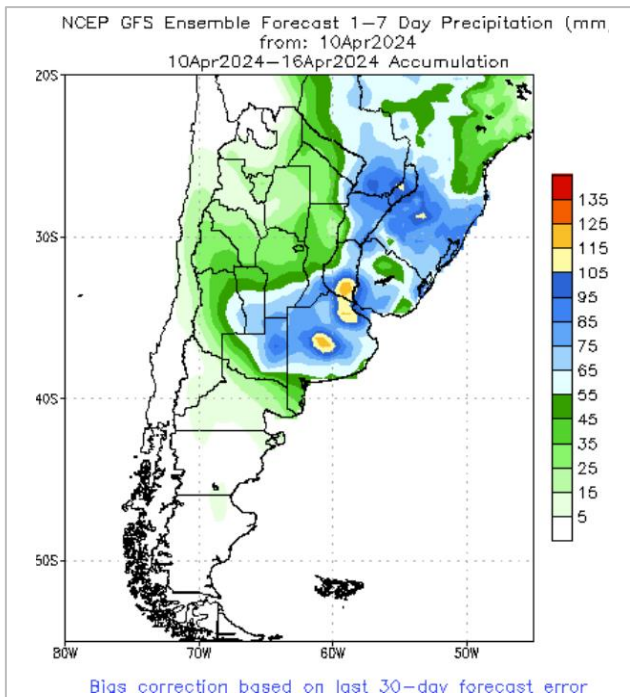 NCEP GFS Ensemble Forecast 1-7 Day Precipitation (mm)
from: 10Apr2024
10Apr2024-16Apr2024 Accumulation
20S
30S
40S
50S
80W 70W 60W 50W
135
125
115
105
95
85
75
65
55
45
35
25
15
5
Bias correction based on last 30-day forecast error